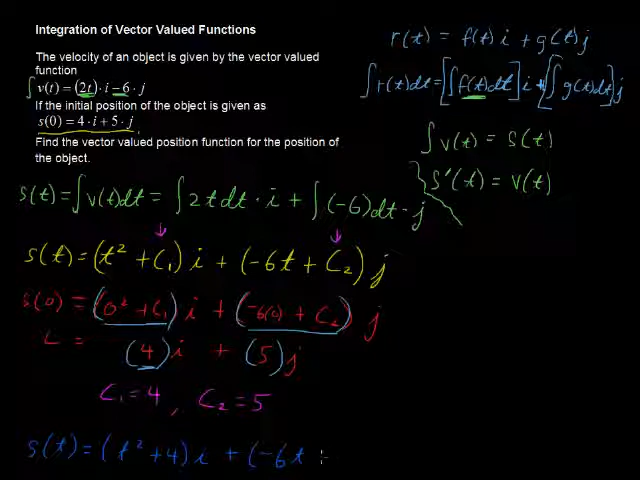 Integration of Vector Valued Functions
The velocity of an object is given by the vector valued
function
∫ v(t) = (2t)·i − 6·j
If the initial position of the object is given as
s(0) = 4·i + 5·j .
Find the vector valued position function for the position of
the object.
r(t) = f(t) i + g(t) j
∫ r(t)dt = [∫ f(t)dt] i + [∫ g(t)dt] j
∫ v(t) = s(t)
s'(t) = v(t)
s(t) = ∫ v(t)dt = ∫ 2t dt · i + ∫ (-6) dt · j
s(t) = (t² + C₁) i + (-6t + C₂) j
s(0) = (0² + C₁) i + (-6(0) + C₂) j
= (4) i + (5) j
C₁ = 4 , C₂ = 5
s(t) = (t² + 4) i + (-6t